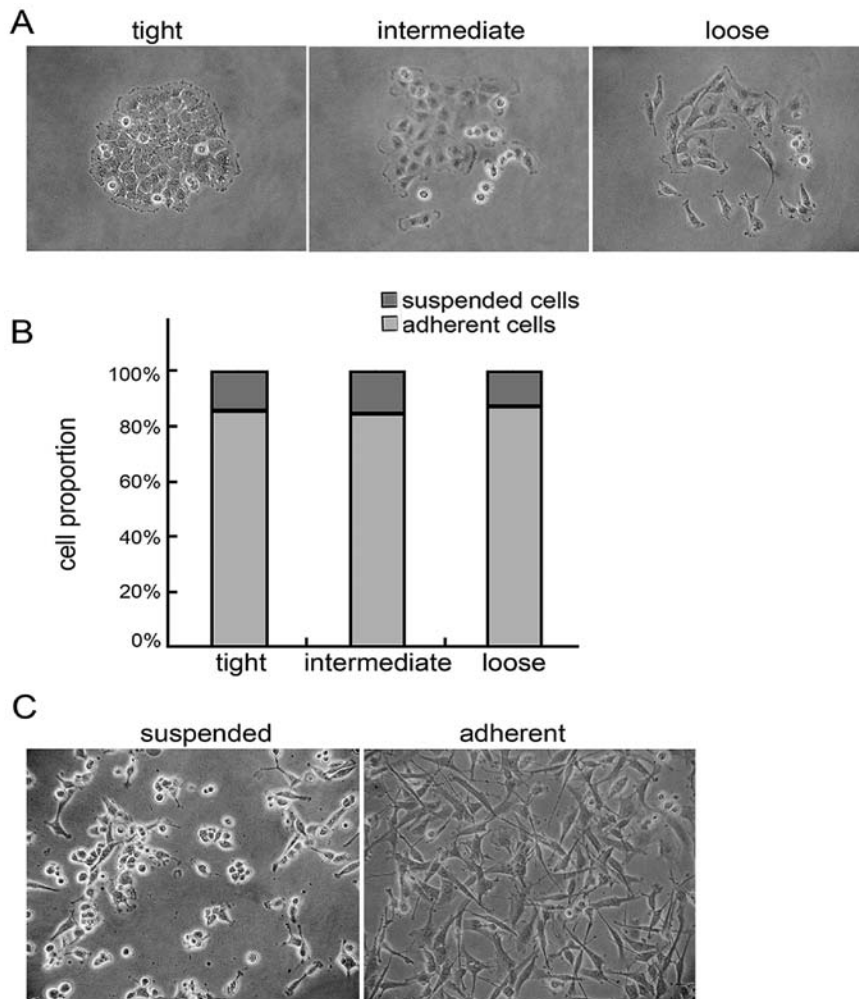 A
tight intermediate loose
B
suspended cells
adherent cells
cell proportion
100%
80%
60%
40%
20%
0%
tight intermediate loose
C
suspended adherent